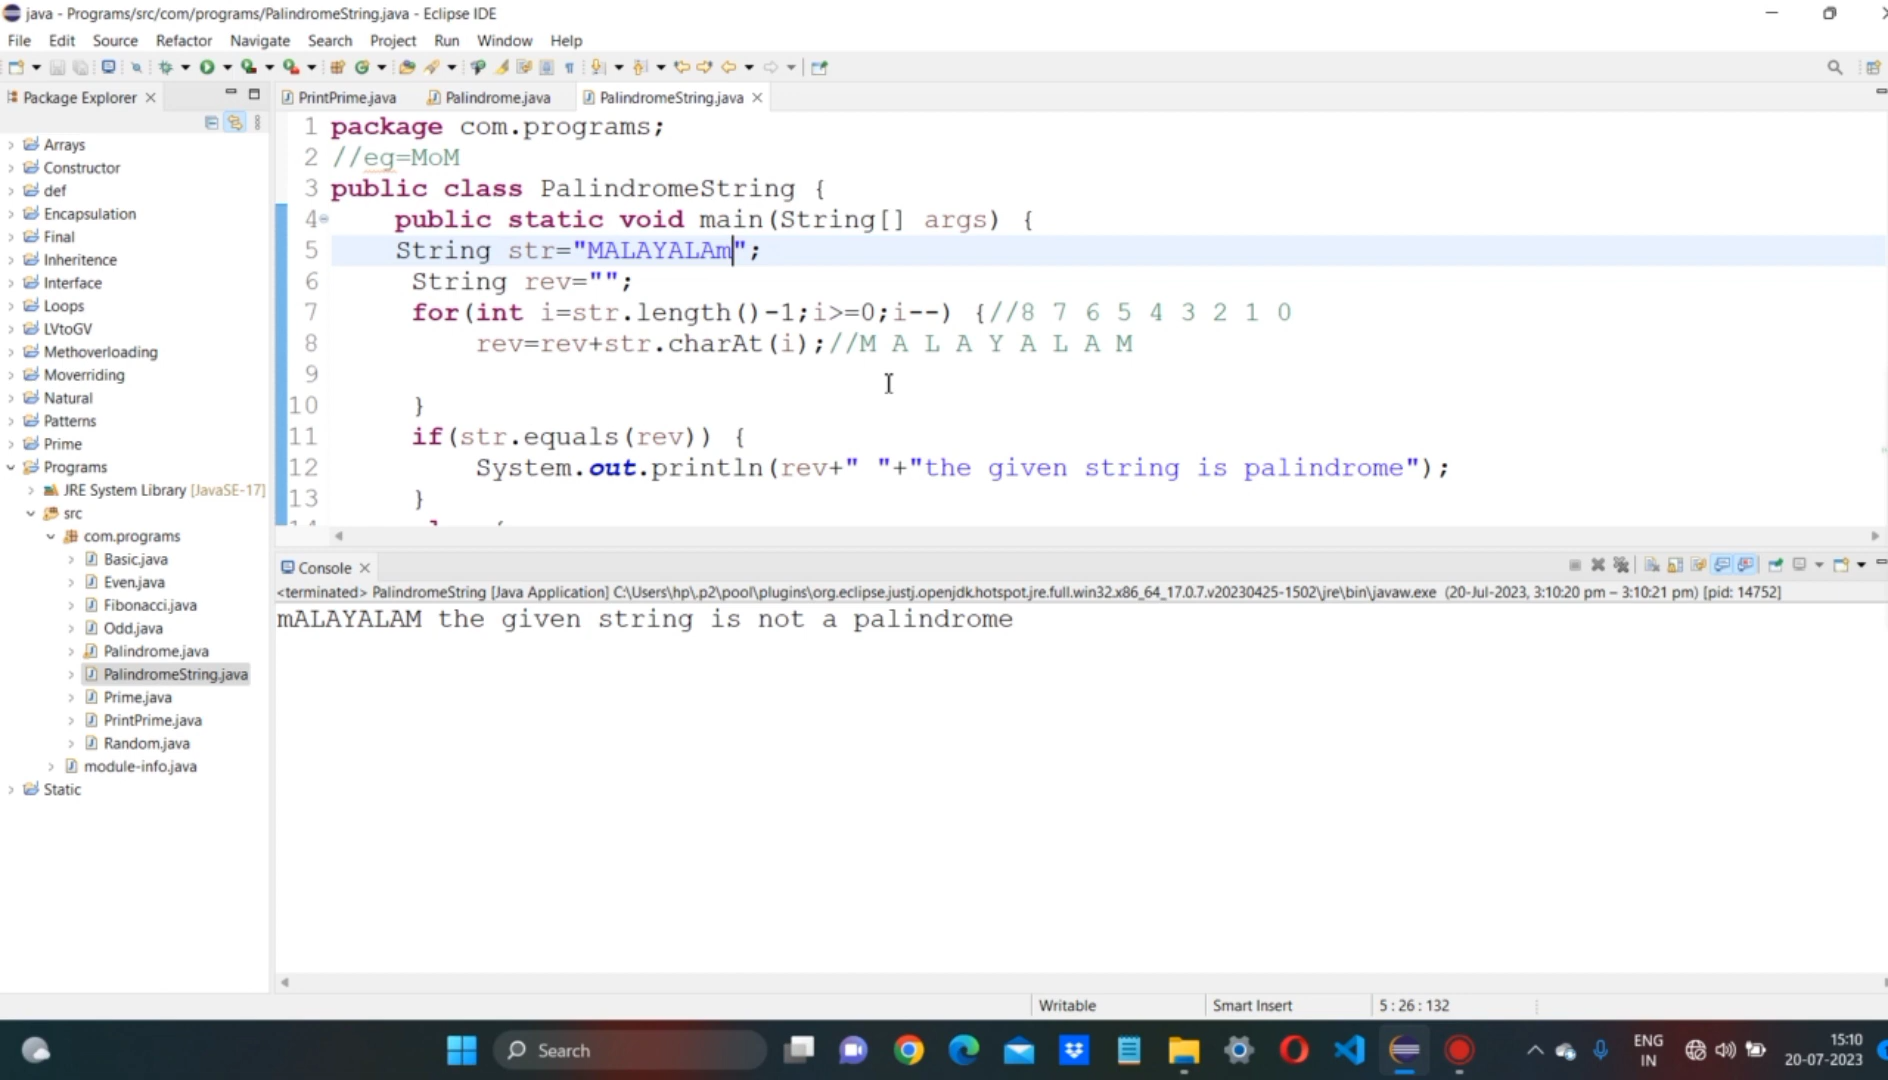 java - Programs/src/com/programs/PalindromeString.java - Eclipse IDE
File Edit Source Refactor Navigate Search Project Run Window Help
Package Explorer
PrintPrime.java Palindrome.java PalindromeString.java
Arrays
Constructor
def
Encapsulation
Final
Inheritence
Interface
Loops
LVtoGV
Methoverloading
Moverriding
Natural
Patterns
Prime
Programs
JRE System Library [JavaSE-17]
src
com.programs
Basic.java
Even.java
Fibonacci.java
Odd.java
Palindrome.java
PalindromeString.java
Prime.java
PrintPrime.java
Random.java
module-info.java
Static
1 package com.programs;
2 //eg=MoM
3 public class PalindromeString {
4 public static void main(String[] args) {
5 String str="MALAYALAm";
6 String rev="";
7 for(int i=str.length()-1;i>=0;i--) {//8 7 6 5 4 3 2 1 0
8 rev=rev+str.charAt(i);//M A L A Y A L A M
9
10 }
11 if(str.equals(rev)) {
12 System.out.println(rev+" "+"the given string is palindrome");
13 }
Console
<terminated> PalindromeString [Java Application] C:\Users\hp\.p2\pool\plugins\org.eclipse.justj.openjdk.hotspot.jre.full.win32.x86_64_17.0.7.v20230425-1502\jre\bin\javaw.exe (20-Jul-2023, 3:10:20 pm – 3:10:21 pm) [pid: 14752]
mALAYALAM the given string is not a palindrome
Writable Smart Insert 5 : 26 : 132
Search
ENG
IN
15:10
20-07-2023